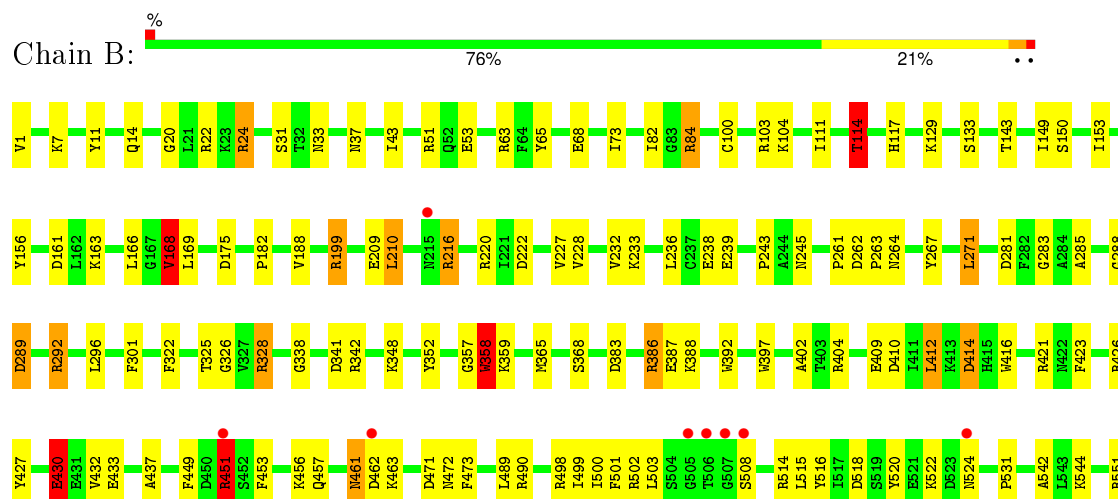 %
Chain B:
76% 21% • •
V1 K7 Y11 Q14 G20 L21 R22 K23 R24 S31 T32 N33 N37 I43 R51 Q52 E53 R63 F64 Y65 E68 I73 I82 G83 R84 C100 R103 K104 I111 T114 H117 K129 S133 T143 I149 S150 I153
Y156 D161 L162 K163 L166 G167 V168 L169 D175 P182 V188 R199 E209 L210 N215 R216 R220 I221 D222 V227 V228 V232 K233 L236 C237 E238 E239 P243 A244 N245 P261 D262 P263 N264 Y267 L271 D281 F282 G283 A284 A285 G288
D289 R292 L296 F301 F322 T325 G326 V327 R328 G338 D341 R342 K348 Y352 G357 W358 K359 M365 S368 D383 R386 E387 K388 W392 W397 A402 T403 R404 E409 D410 I411 L412 K413 D414 H415 W416 R421 N422 F423 R426
Y427 E430 E431 V432 E433 A437 F449 D450 R451 S452 F453 K456 Q457 N461 D462 K463 D471 N472 F473 L489 R490 R498 I499 I500 F501 R502 L503 S504 G505 T506 G507 S508 R514 L515 Y516 I517 D518 S519 Y520 E521 K522 D523 N524 P531 A542 L543 K544 R551